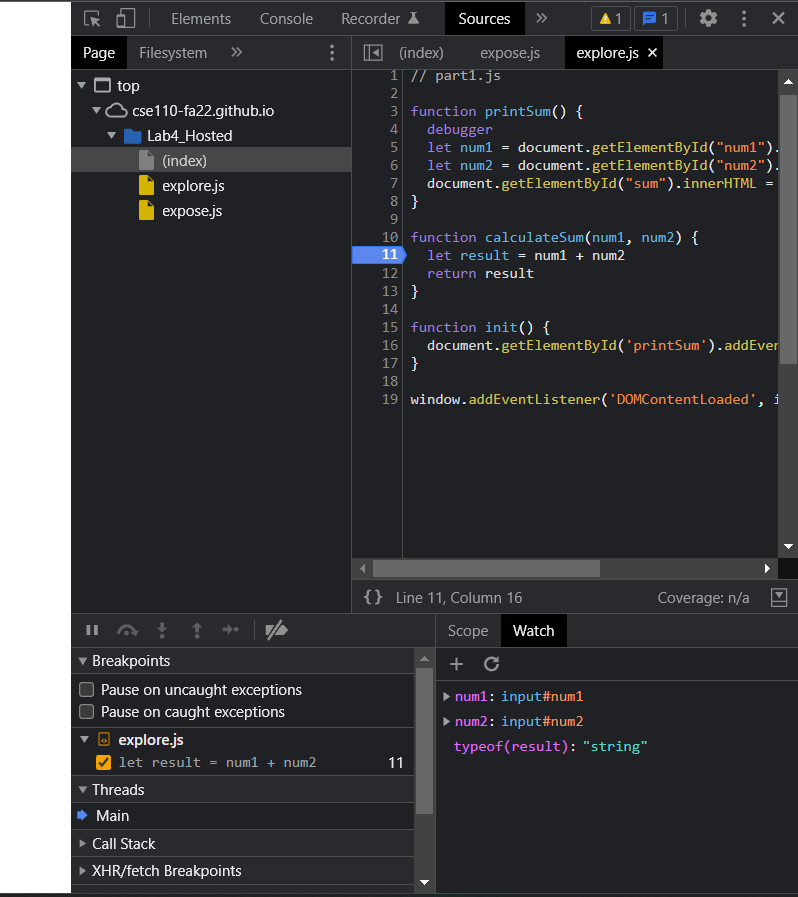 Elements Console Recorder Sources » 1 1
Page Filesystem » (index) expose.js explore.js ×
top
cse110-fa22.github.io
Lab4_Hosted
(index)
explore.js
expose.js
1 // part1.js
2
3 function printSum() {
4 debugger
5 let num1 = document.getElementById("num1").
6 let num2 = document.getElementById("num2").
7 document.getElementById("sum").innerHTML =
8 }
9
10 function calculateSum(num1, num2) {
11 let result = num1 + num2
12 return result
13 }
14
15 function init() {
16 document.getElementById('printSum').addEven
17 }
18
19 window.addEventListener('DOMContentLoaded', i
{} Line 11, Column 16 Coverage: n/a
Scope Watch
Breakpoints
Pause on uncaught exceptions
Pause on caught exceptions
explore.js
let result = num1 + num2 11
Threads
Main
Call Stack
XHR/fetch Breakpoints
num1: input#num1
num2: input#num2
typeof(result): "string"